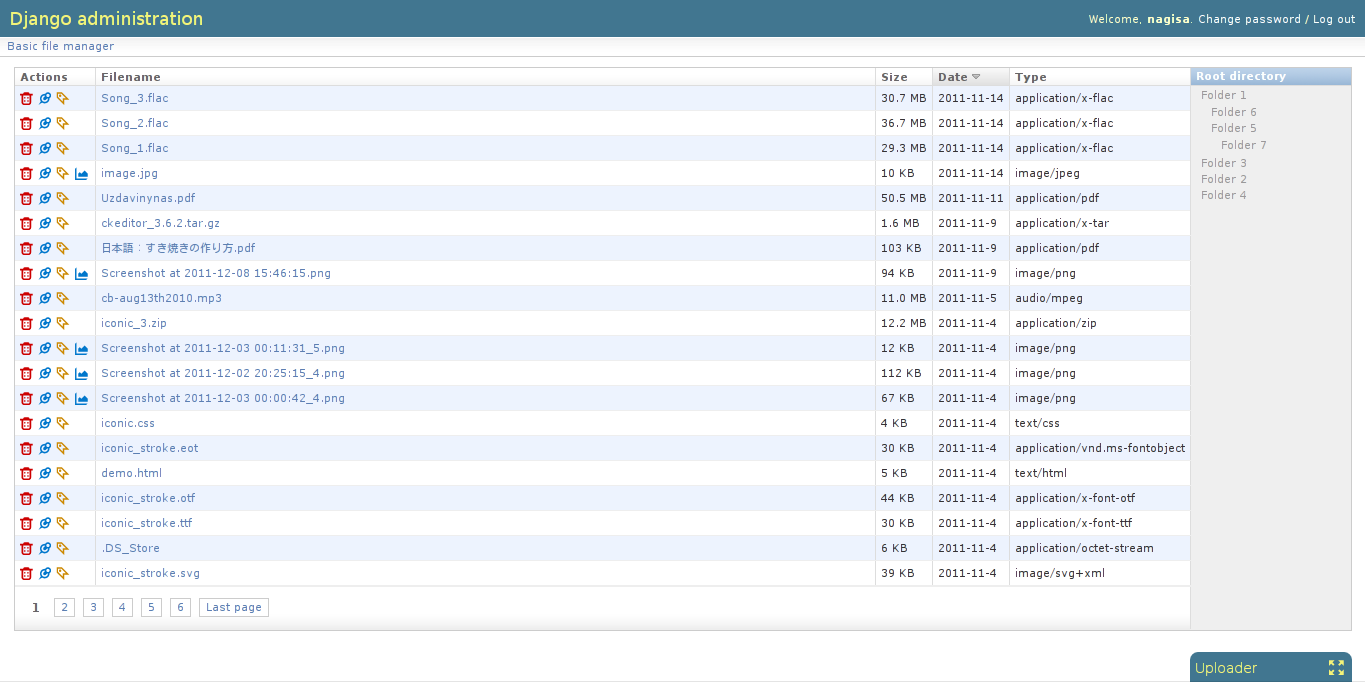 Django administration
Welcome, nagisa. Change password / Log out
Basic file manager
Actions Filename Size Date Type
Song_3.flac 30.7 MB 2011-11-14 application/x-flac
Song_2.flac 36.7 MB 2011-11-14 application/x-flac
Song_1.flac 29.3 MB 2011-11-14 application/x-flac
image.jpg 10 KB 2011-11-14 image/jpeg
Uzdavinynas.pdf 50.5 MB 2011-11-11 application/pdf
ckeditor_3.6.2.tar.gz 1.6 MB 2011-11-9 application/x-tar
日本語：すき焼きの作り方.pdf 103 KB 2011-11-9 application/pdf
Screenshot at 2011-12-08 15:46:15.png 94 KB 2011-11-9 image/png
cb-aug13th2010.mp3 11.0 MB 2011-11-5 audio/mpeg
iconic_3.zip 12.2 MB 2011-11-4 application/zip
Screenshot at 2011-12-03 00:11:31_5.png 12 KB 2011-11-4 image/png
Screenshot at 2011-12-02 20:25:15_4.png 112 KB 2011-11-4 image/png
Screenshot at 2011-12-03 00:00:42_4.png 67 KB 2011-11-4 image/png
iconic.css 4 KB 2011-11-4 text/css
iconic_stroke.eot 30 KB 2011-11-4 application/vnd.ms-fontobject
demo.html 5 KB 2011-11-4 text/html
iconic_stroke.otf 44 KB 2011-11-4 application/x-font-otf
iconic_stroke.ttf 30 KB 2011-11-4 application/x-font-ttf
.DS_Store 6 KB 2011-11-4 application/octet-stream
iconic_stroke.svg 39 KB 2011-11-4 image/svg+xml
1 2 3 4 5 6 Last page
Root directory
Folder 1
Folder 6
Folder 5
Folder 7
Folder 3
Folder 2
Folder 4
Uploader